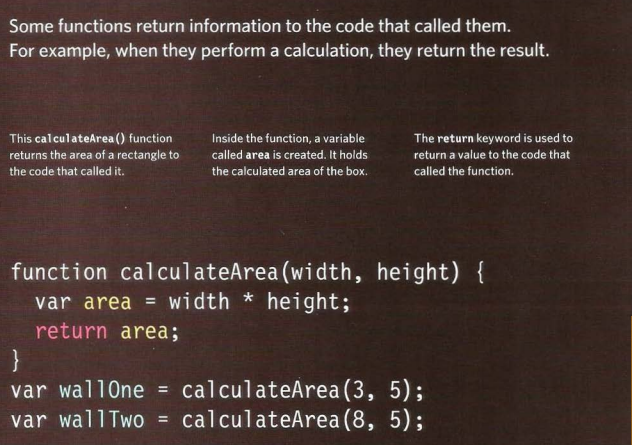 Some functions return information to the code that called them.
For example, when they perform a calculation, they return the result.
This calculateArea() function
returns the area of a rectangle to
the code that called it.
Inside the function, a variable
called area is created. It holds
the calculated area of the box.
The return keyword is used to
return a value to the code that
called the function.
function calculateArea(width, height) {
  var area = width * height;
  return area;
}
var wallOne = calculateArea(3, 5);
var wallTwo = calculateArea(8, 5);